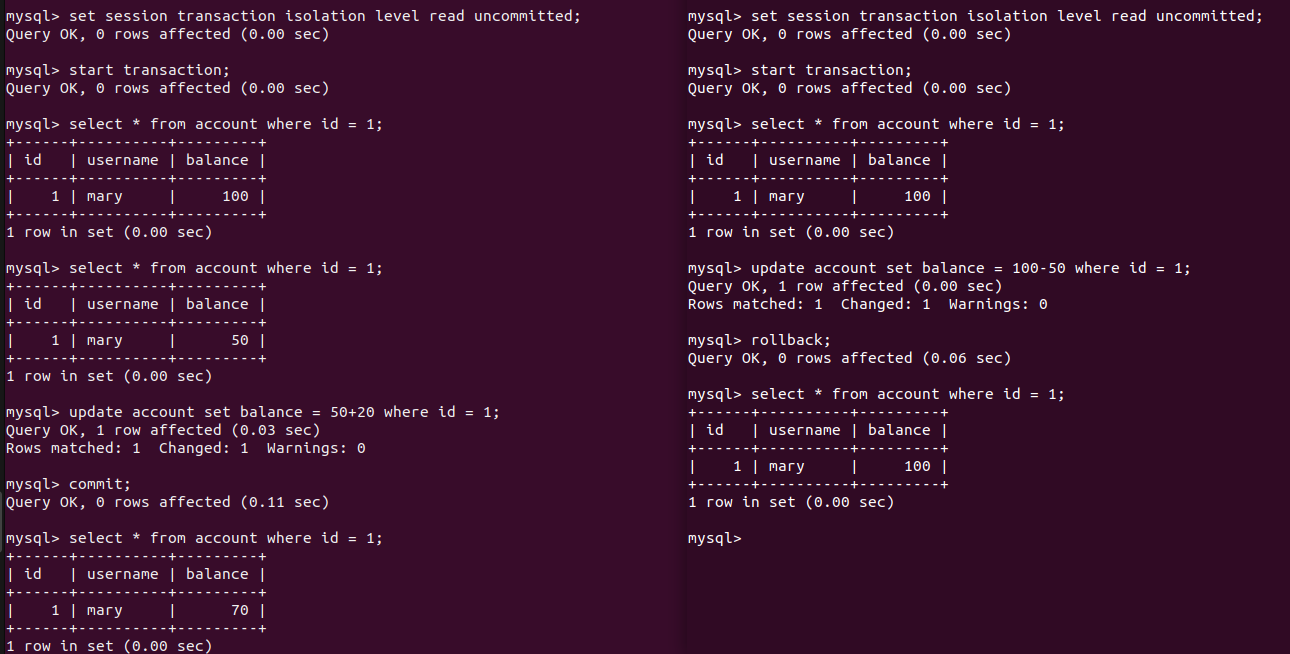 mysql> set session transaction isolation level read uncommitted;
Query OK, 0 rows affected (0.00 sec)

mysql> start transaction;
Query OK, 0 rows affected (0.00 sec)

mysql> select * from account where id = 1;
+------+----------+---------+
| id   | username | balance |
+------+----------+---------+
|    1 | mary     |     100 |
+------+----------+---------+
1 row in set (0.00 sec)

mysql> select * from account where id = 1;
+------+----------+---------+
| id   | username | balance |
+------+----------+---------+
|    1 | mary     |      50 |
+------+----------+---------+
1 row in set (0.00 sec)

mysql> update account set balance = 50+20 where id = 1;
Query OK, 1 row affected (0.03 sec)
Rows matched: 1  Changed: 1  Warnings: 0

mysql> commit;
Query OK, 0 rows affected (0.11 sec)

mysql> select * from account where id = 1;
+------+----------+---------+
| id   | username | balance |
+------+----------+---------+
|    1 | mary     |      70 |
+------+----------+---------+
1 row in set (0.00 sec)

mysql> set session transaction isolation level read uncommitted;
Query OK, 0 rows affected (0.00 sec)

mysql> start transaction;
Query OK, 0 rows affected (0.00 sec)

mysql> select * from account where id = 1;
+------+----------+---------+
| id   | username | balance |
+------+----------+---------+
|    1 | mary     |     100 |
+------+----------+---------+
1 row in set (0.00 sec)

mysql> update account set balance = 100-50 where id = 1;
Query OK, 1 row affected (0.00 sec)
Rows matched: 1  Changed: 1  Warnings: 0

mysql> rollback;
Query OK, 0 rows affected (0.06 sec)

mysql> select * from account where id = 1;
+------+----------+---------+
| id   | username | balance |
+------+----------+---------+
|    1 | mary     |     100 |
+------+----------+---------+
1 row in set (0.00 sec)

mysql>